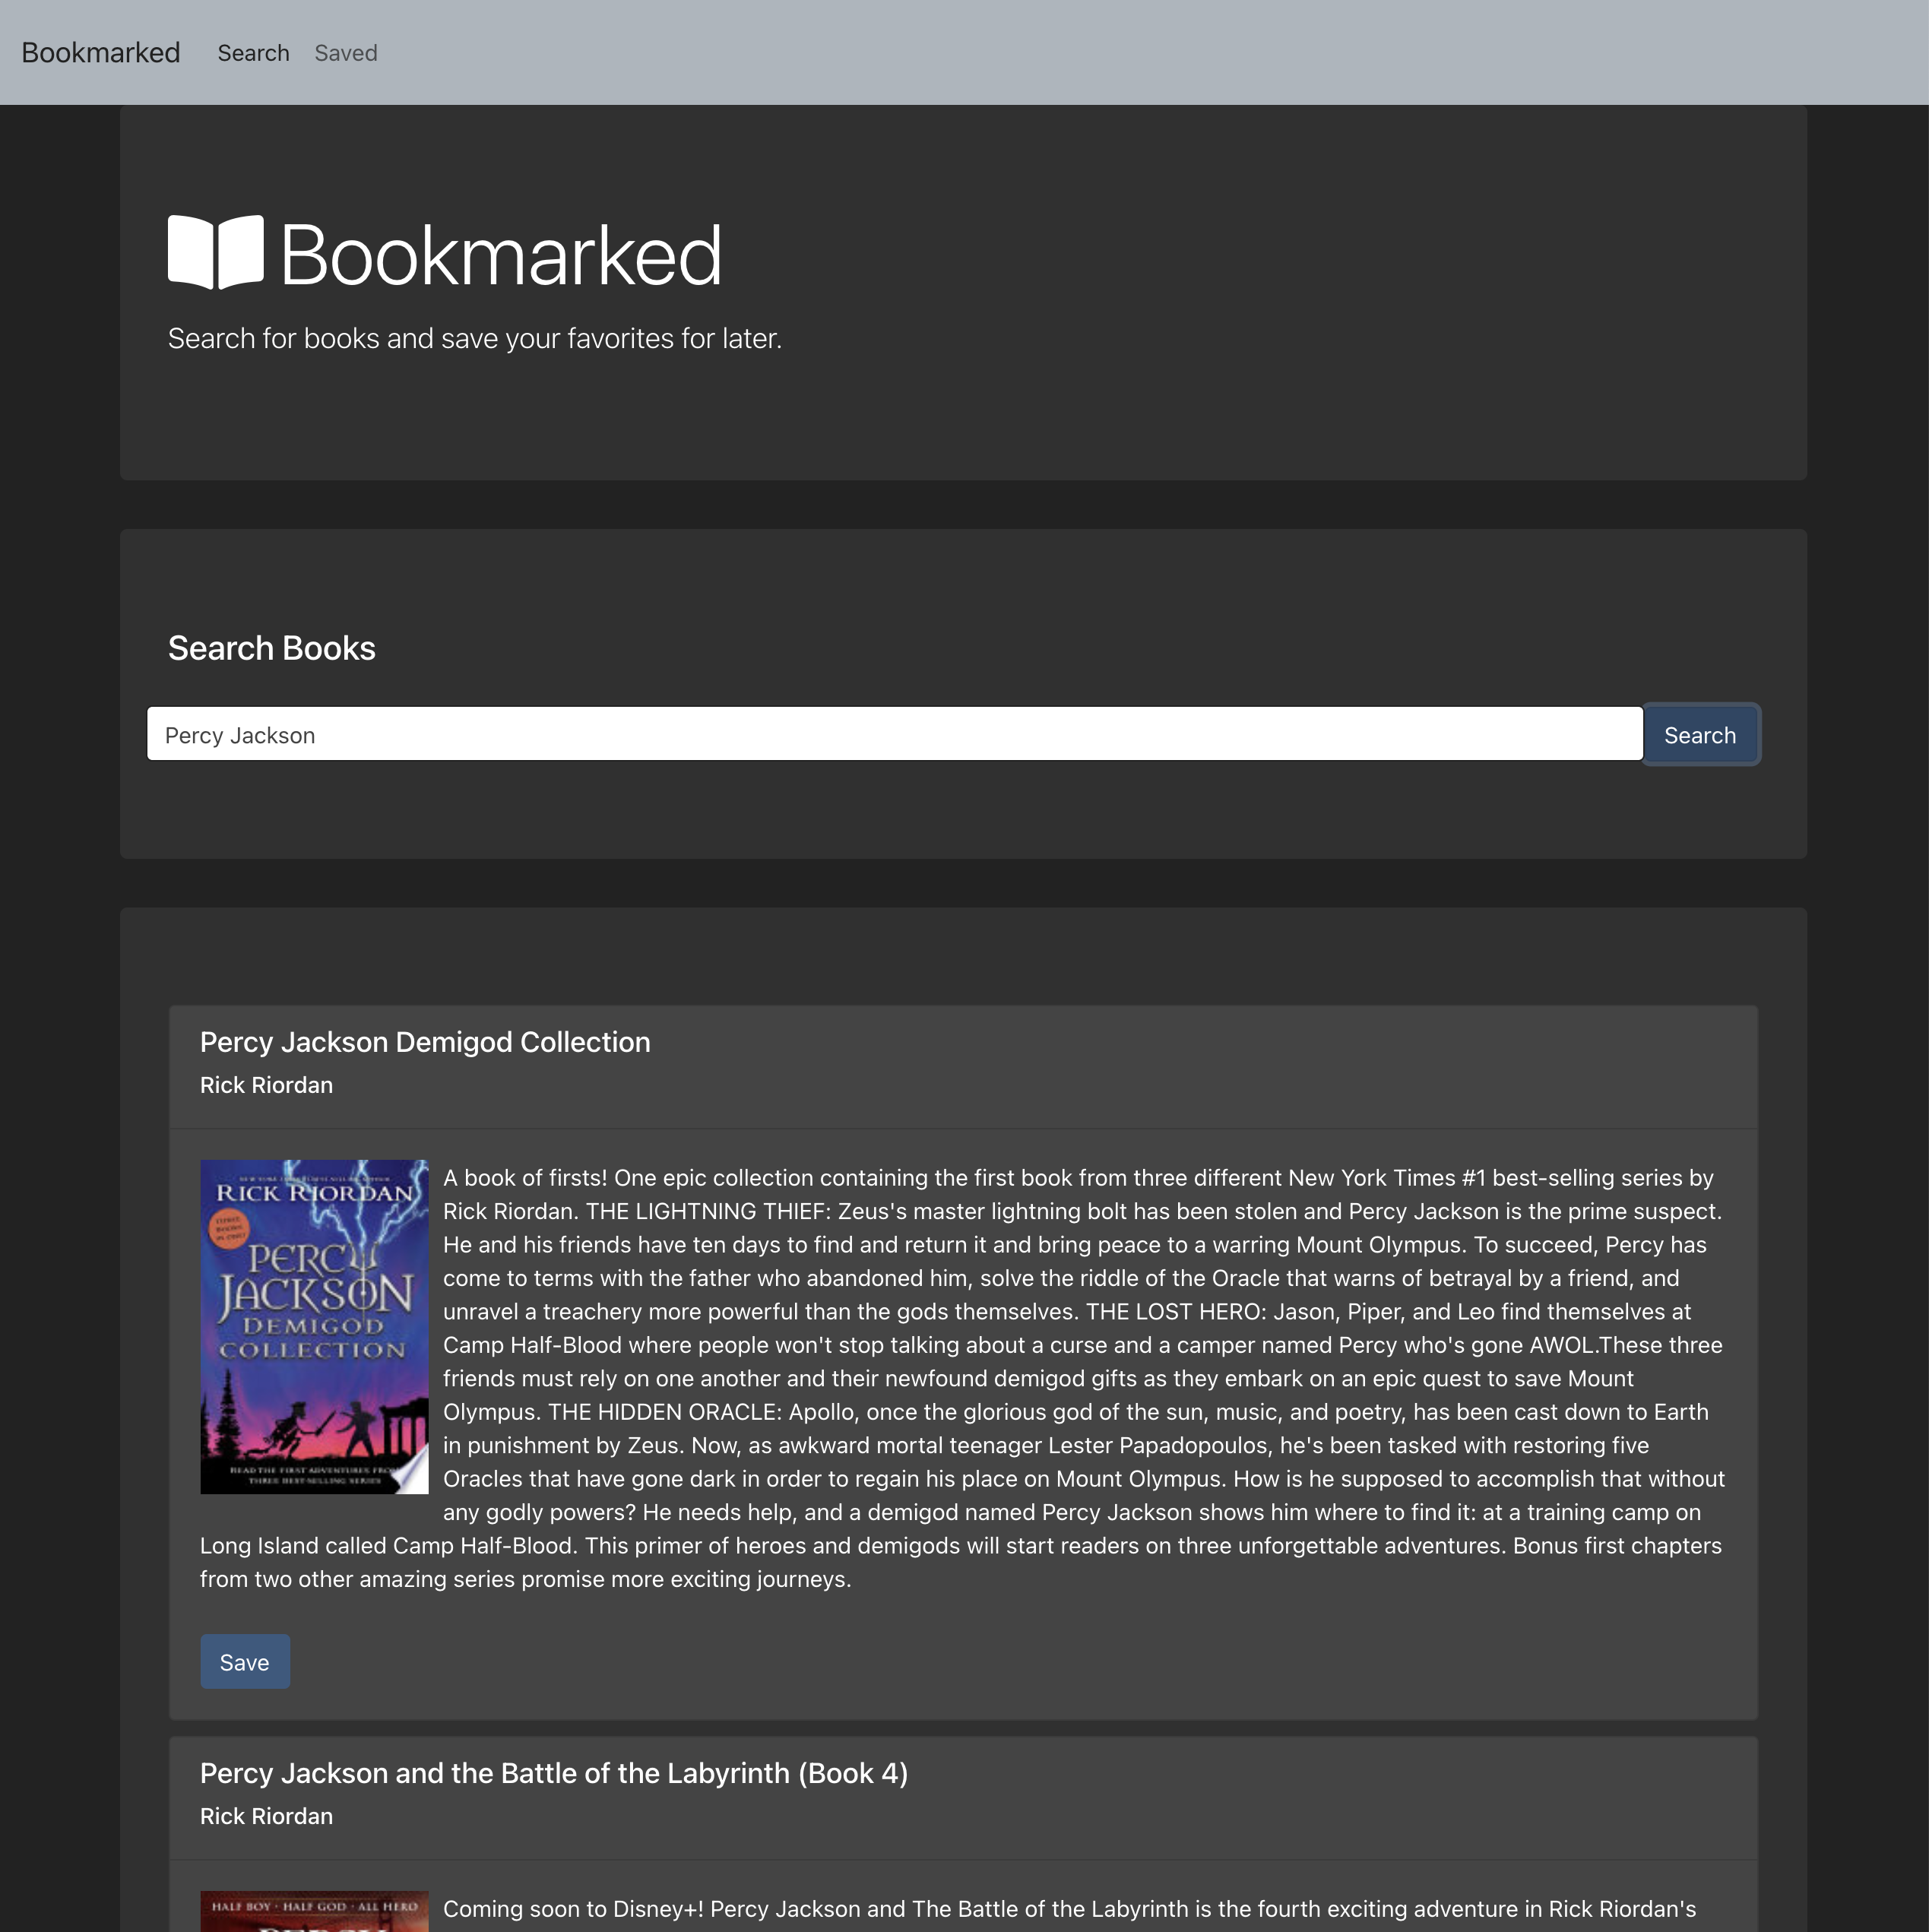 Bookmarked Search Saved
Bookmarked
Search for books and save your favorites for later.
Search Books
Percy Jackson Search
Percy Jackson Demigod Collection
Rick Riordan
RICK RIORDAN
PERCY
JACKSON
DEMIGOD
COLLECTION
READ THE FIRST ADVENTURES FROM
THREE BEST-SELLING SERIES
A book of firsts! One epic collection containing the first book from three different New York Times #1 best-selling series by
Rick Riordan. THE LIGHTNING THIEF: Zeus's master lightning bolt has been stolen and Percy Jackson is the prime suspect.
He and his friends have ten days to find and return it and bring peace to a warring Mount Olympus. To succeed, Percy has
come to terms with the father who abandoned him, solve the riddle of the Oracle that warns of betrayal by a friend, and
unravel a treachery more powerful than the gods themselves. THE LOST HERO: Jason, Piper, and Leo find themselves at
Camp Half-Blood where people won't stop talking about a curse and a camper named Percy who's gone AWOL.These three
friends must rely on one another and their newfound demigod gifts as they embark on an epic quest to save Mount
Olympus. THE HIDDEN ORACLE: Apollo, once the glorious god of the sun, music, and poetry, has been cast down to Earth
in punishment by Zeus. Now, as awkward mortal teenager Lester Papadopoulos, he's been tasked with restoring five
Oracles that have gone dark in order to regain his place on Mount Olympus. How is he supposed to accomplish that without
any godly powers? He needs help, and a demigod named Percy Jackson shows him where to find it: at a training camp on
Long Island called Camp Half-Blood. This primer of heroes and demigods will start readers on three unforgettable adventures. Bonus first chapters
from two other amazing series promise more exciting journeys.
Save
Percy Jackson and the Battle of the Labyrinth (Book 4)
Rick Riordan
HALF BOY · HALF GOD · ALL HERO
Coming soon to Disney+! Percy Jackson and The Battle of the Labyrinth is the fourth exciting adventure in Rick Riordan's